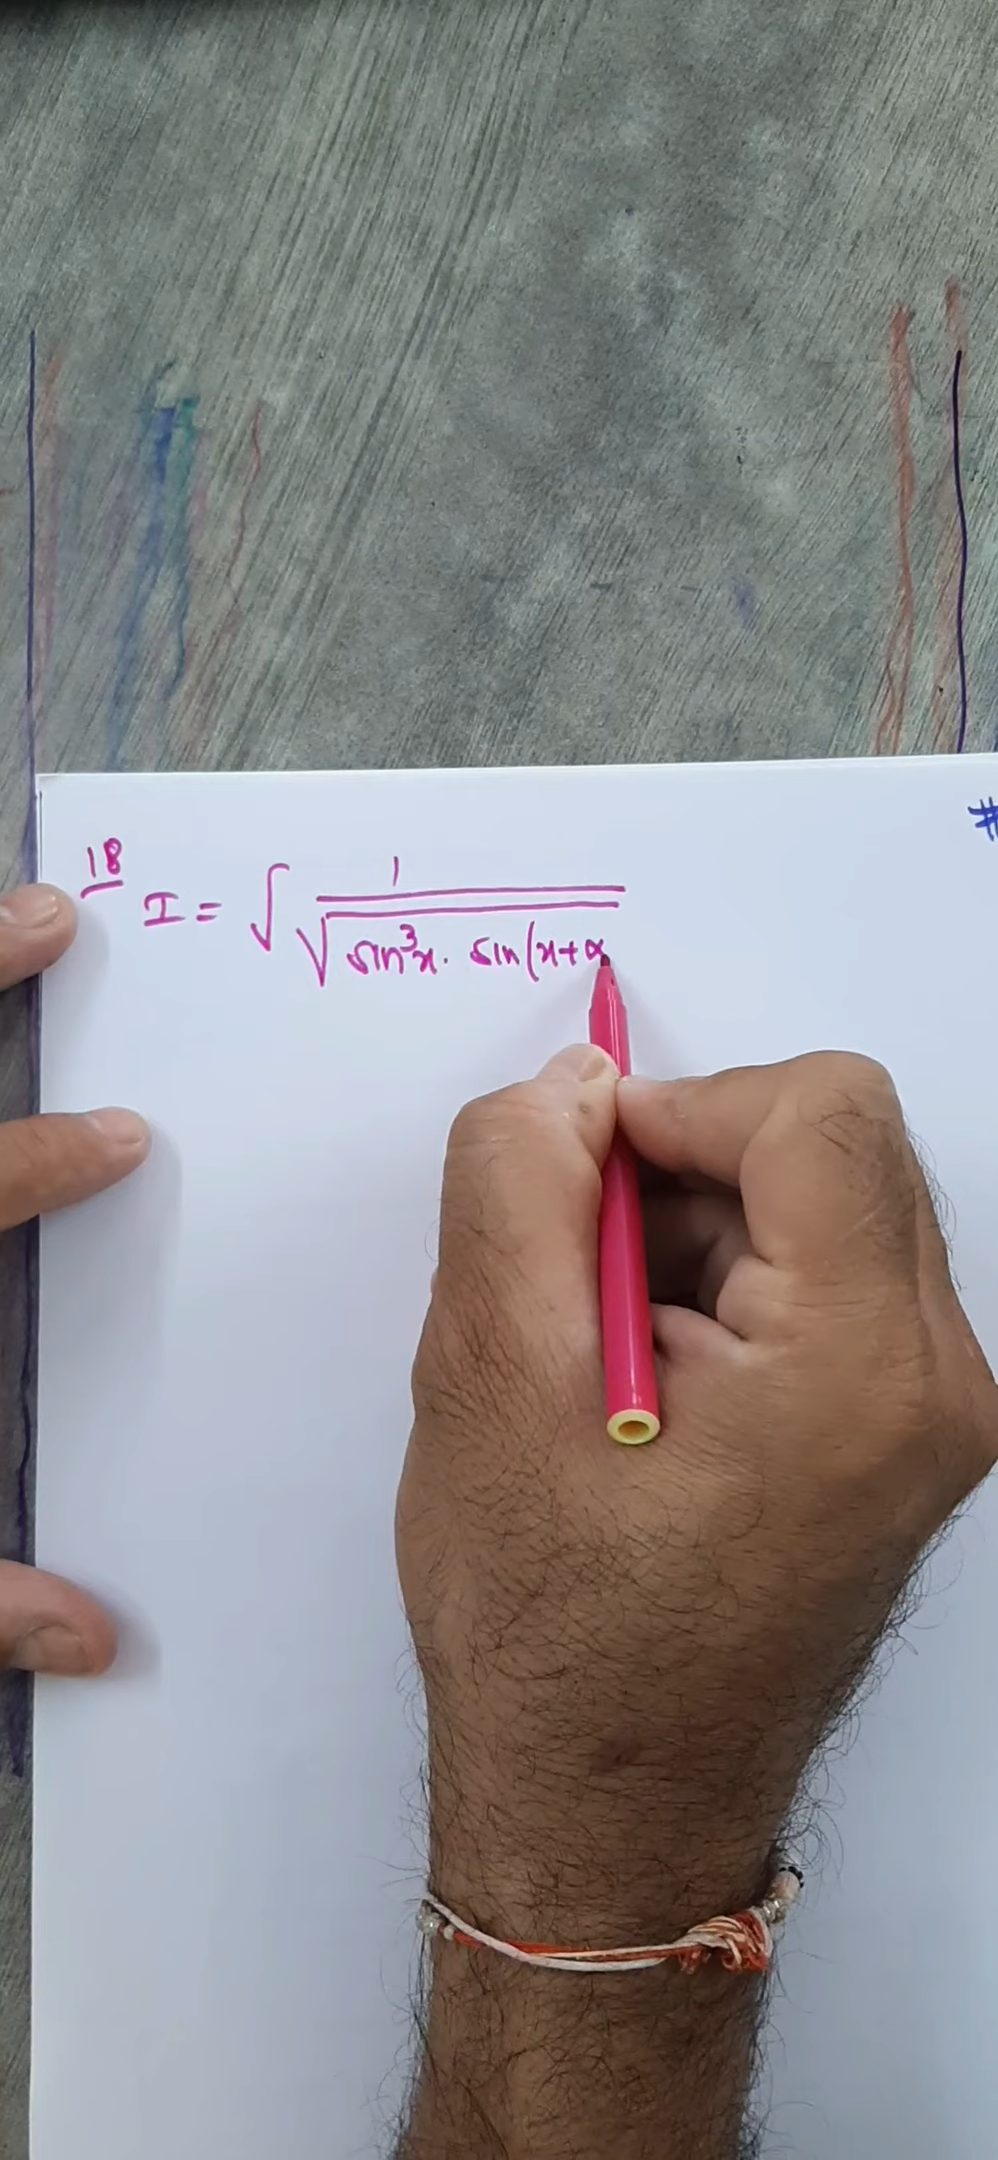 #
18
I = ∫ 1 / √(sin³x. sin(x+α